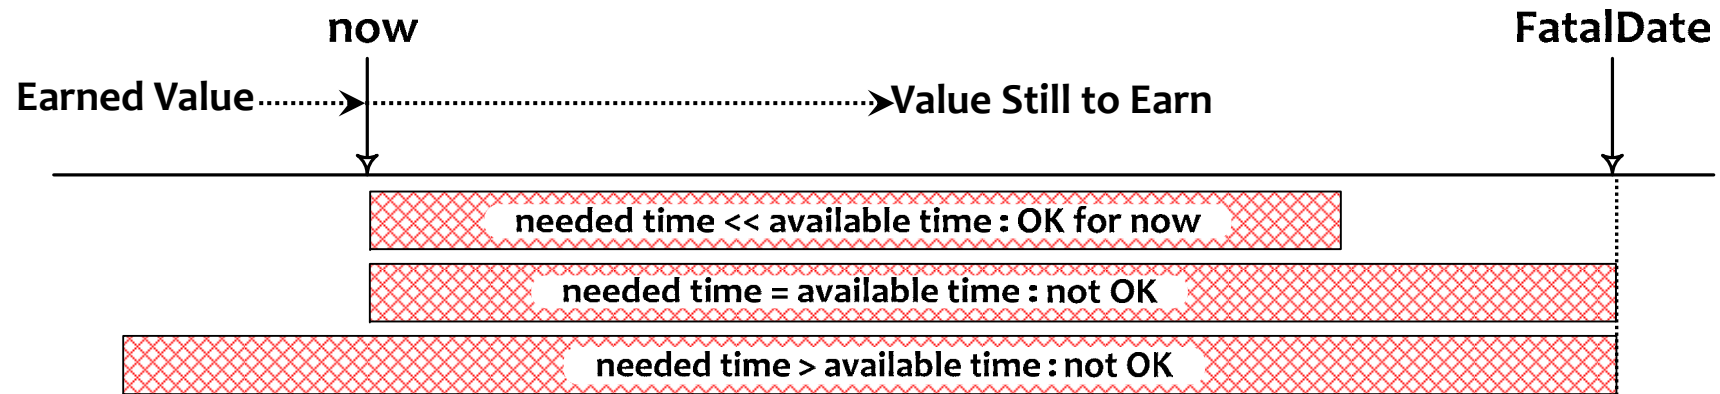 now
FatalDate
Earned Value
Value Still to Earn
needed time << available time : OK for now
needed time = available time : not OK
needed time > available time : not OK